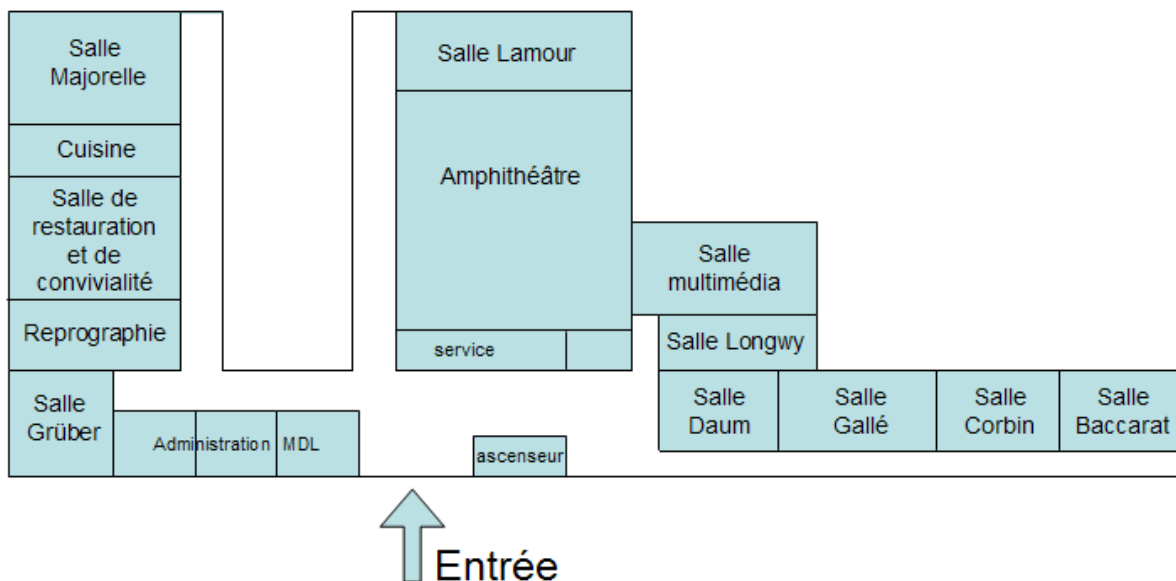 Salle
Majorelle
Cuisine
Salle de
restauration
et de
convivialité
Reprographie
Salle
Grüber
Administration MDL
Salle Lamour
Amphithéâtre
service
ascenseur
Salle
multimédia
Salle Longwy
Salle
Daum
Salle
Gallé
Salle
Corbin
Salle
Baccarat
Entrée